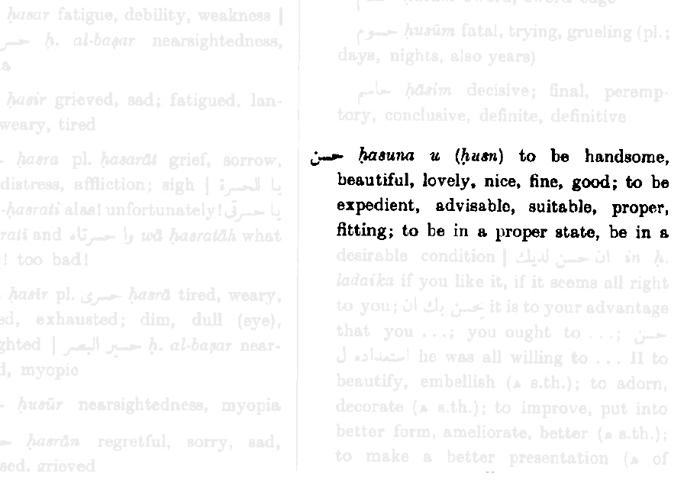 ḥasar fatigue, debility, weakness |
حسر ḥ. al-baṣar nearsightedness,
ḥasir grieved, sad; fatigued, lan-
weary, tired
ḥasra pl. ḥasarāt grief, sorrow,
distress, affliction; sigh | يا للحسرة
-ḥasrati alas! unfortunately! يا حسرتى
rati and وا حسرتاه wā ḥasratāh what
! too bad!
ḥasīr pl. حسرى ḥasrā tired, weary,
ed, exhausted; dim, dull (eye),
ghted | حسير البصر ḥ. al-baṣar near-
d, myopic
ḥusūr nearsightedness, myopia
ḥasrān regretful, sorry, sad,
sed, grieved
حسوم ḥusūm fatal, trying, grueling (pl.;
days, nights, also years)
حاسم ḥāsim decisive; final, peremp-
tory, conclusive, definite, definitive
حسن ḥasuna u (ḥusn) to be handsome,
beautiful, lovely, nice, fine, good; to be
expedient, advisable, suitable, proper,
fitting; to be in a proper state, be in a
desirable condition | ان حسن لديك in ḥ.
ladaika if you like it, if it seems all right
to you; يحسن بك ان it is to your advantage
that you ...; you ought to ...; حسن
استعداده ل he was all willing to ... II to
beautify, embellish (ه s.th.); to adorn,
decorate (ه s.th.); to improve, put into
better form, ameliorate, better (ه s.th.);
to make a better presentation (ه of